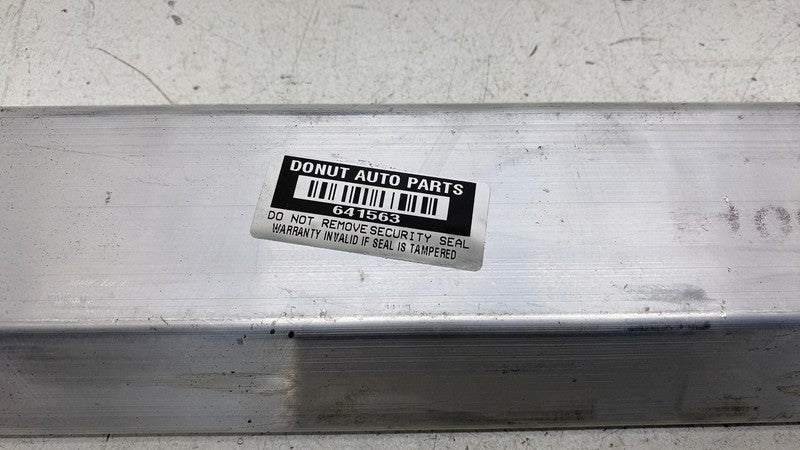 DONUT AUTO PARTS
641563
DO NOT REMOVE SECURITY SEAL
WARRANTY INVALID IF SEAL IS TAMPERED